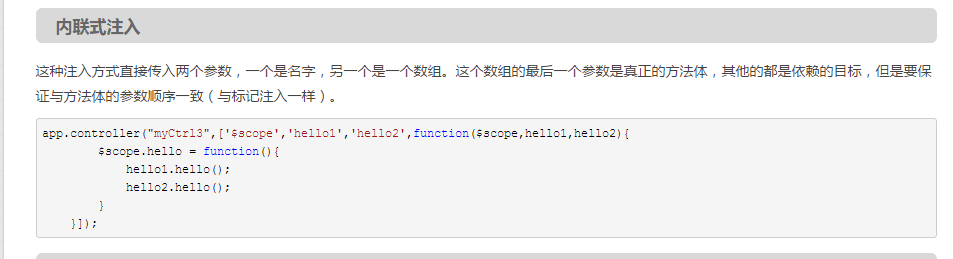 内联式注入
这种注入方式直接传入两个参数，一个是名字，另一个是一个数组。这个数组的最后一个参数是真正的方法体，其他的都是依赖的目标，但是要保
证与方法体的参数顺序一致（与标记注入一样）。
app.controller("myCtrl3",['$scope','hello1','hello2',function($scope,hello1,hello2){
        $scope.hello = function(){
            hello1.hello();
            hello2.hello();
        }
    }]);